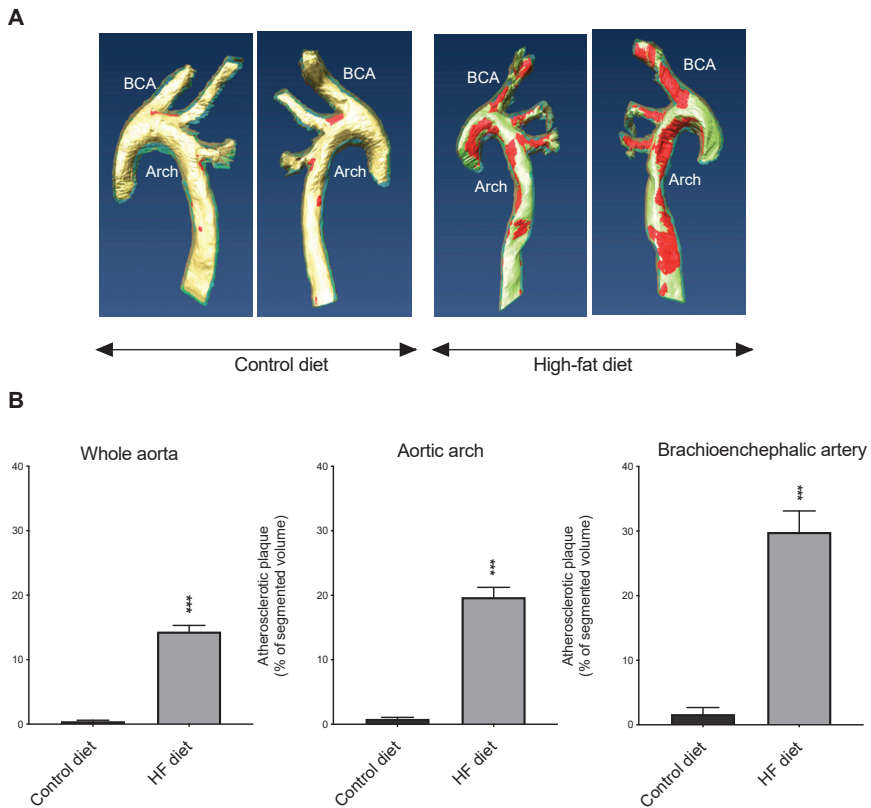 A
BCA
Arch
BCA
Arch
BCA
Arch
BCA
Arch
Control diet
High-fat diet
B
Whole aorta
40
30
20
10
0
***
Control diet
HF diet
Aortic arch
Atherosclerotic plaque
(% of segmented volume)
40
30
20
10
0
***
Control diet
HF diet
Brachioenchephalic artery
Atherosclerotic plaque
(% of segmented volume)
40
30
20
10
0
***
Control diet
HF diet